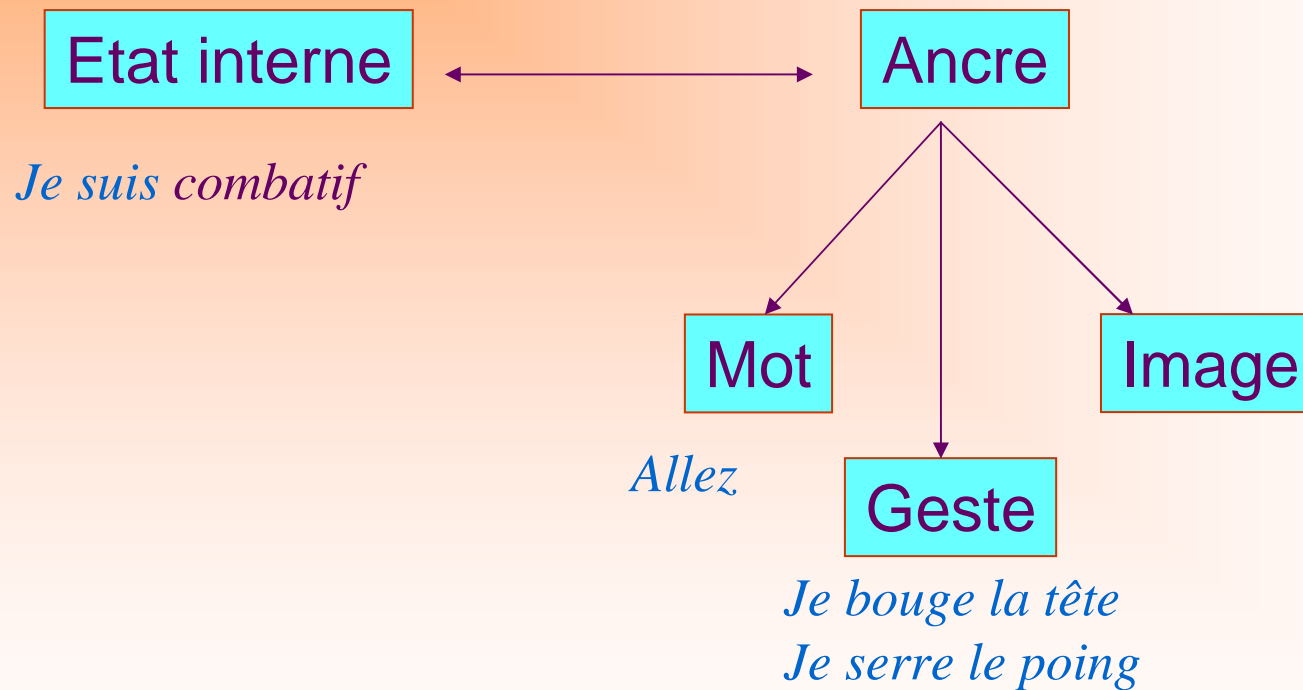 Etat interne
Ancre
Je suis combatif
Mot
Image
Allez
Geste
Je bouge la tête
Je serre le poing